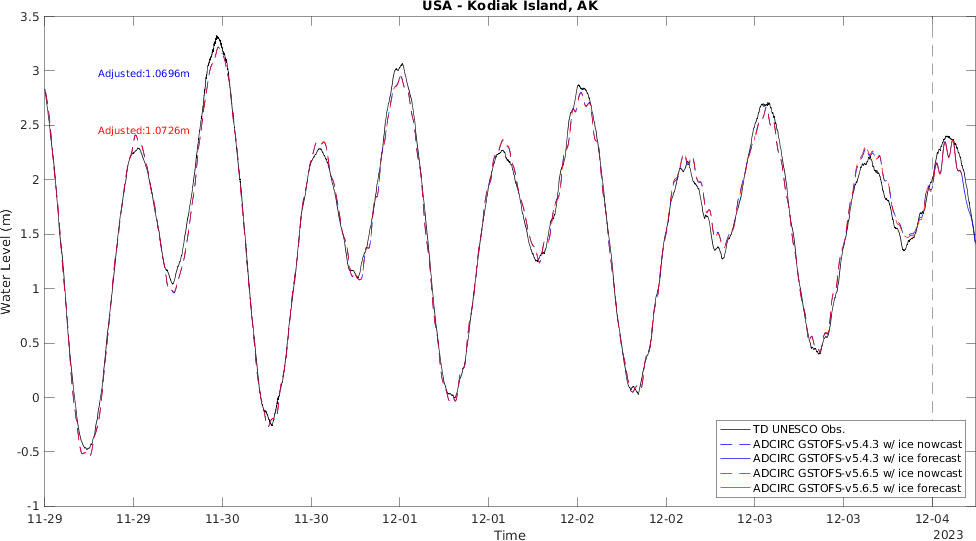 USA - Kodiak Island, AK
3.5
3
2.5
2
1.5
1
0.5
0
-0.5
-1
Water Level (m)
Adjusted:1.0696m
Adjusted:1.0726m
TD UNESCO Obs.
ADCIRC GSTOFS-v5.4.3 w/ ice nowcast
ADCIRC GSTOFS-v5.4.3 w/ ice forecast
ADCIRC GSTOFS-v5.6.5 w/ ice nowcast
ADCIRC GSTOFS-v5.6.5 w/ ice forecast
11-29 11-29 11-30 11-30 12-01 12-01 12-02 12-02 12-03 12-03 12-04
Time
2023